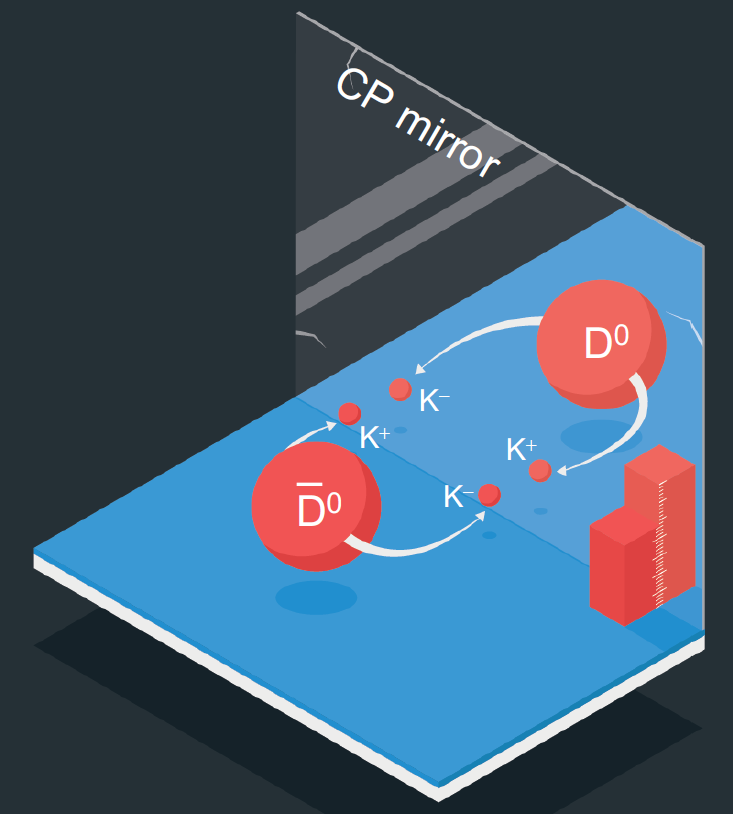 CP mirror
D⁰
K⁻
K⁺
K⁺
K⁻
D̅⁰